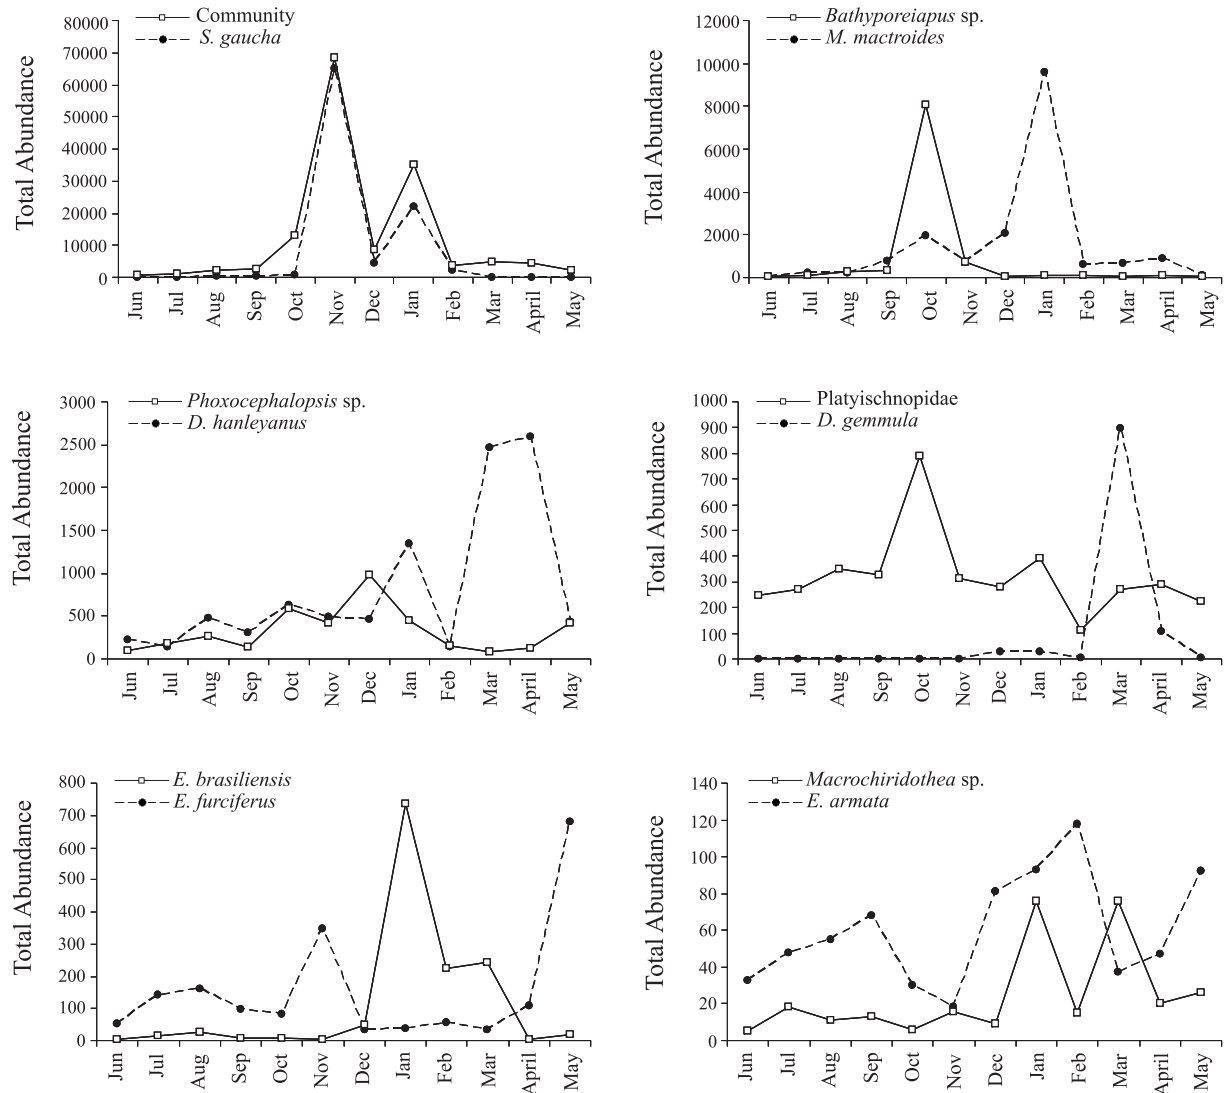 Community
S. gaucha
Total Abundance
80000
70000
60000
50000
40000
30000
20000
10000
0
Jun Jul Aug Sep Oct Nov Dec Jan Feb Mar April May
Bathyporeiapus sp.
M. mactroides
Total Abundance
12000
10000
8000
6000
4000
2000
0
Jun Jul Aug Sep Oct Nov Dec Jan Feb Mar April May
Phoxocephalopsis sp.
D. hanleyanus
Total Abundance
3000
2500
2000
1500
1000
500
0
Jun Jul Aug Sep Oct Nov Dec Jan Feb Mar April May
Platyischnopidae
D. gemmula
Total Abundance
1000
900
800
700
600
500
400
300
200
100
0
Jun Jul Aug Sep Oct Nov Dec Jan Feb Mar April May
E. brasiliensis
E. furciferus
Total Abundance
800
700
600
500
400
300
200
100
0
Jun Jul Aug Sep Oct Nov Dec Jan Feb Mar April May
Macrochiridothea sp.
E. armata
Total Abundance
140
120
100
80
60
40
20
0
Jun Jul Aug Sep Oct Nov Dec Jan Feb Mar April May